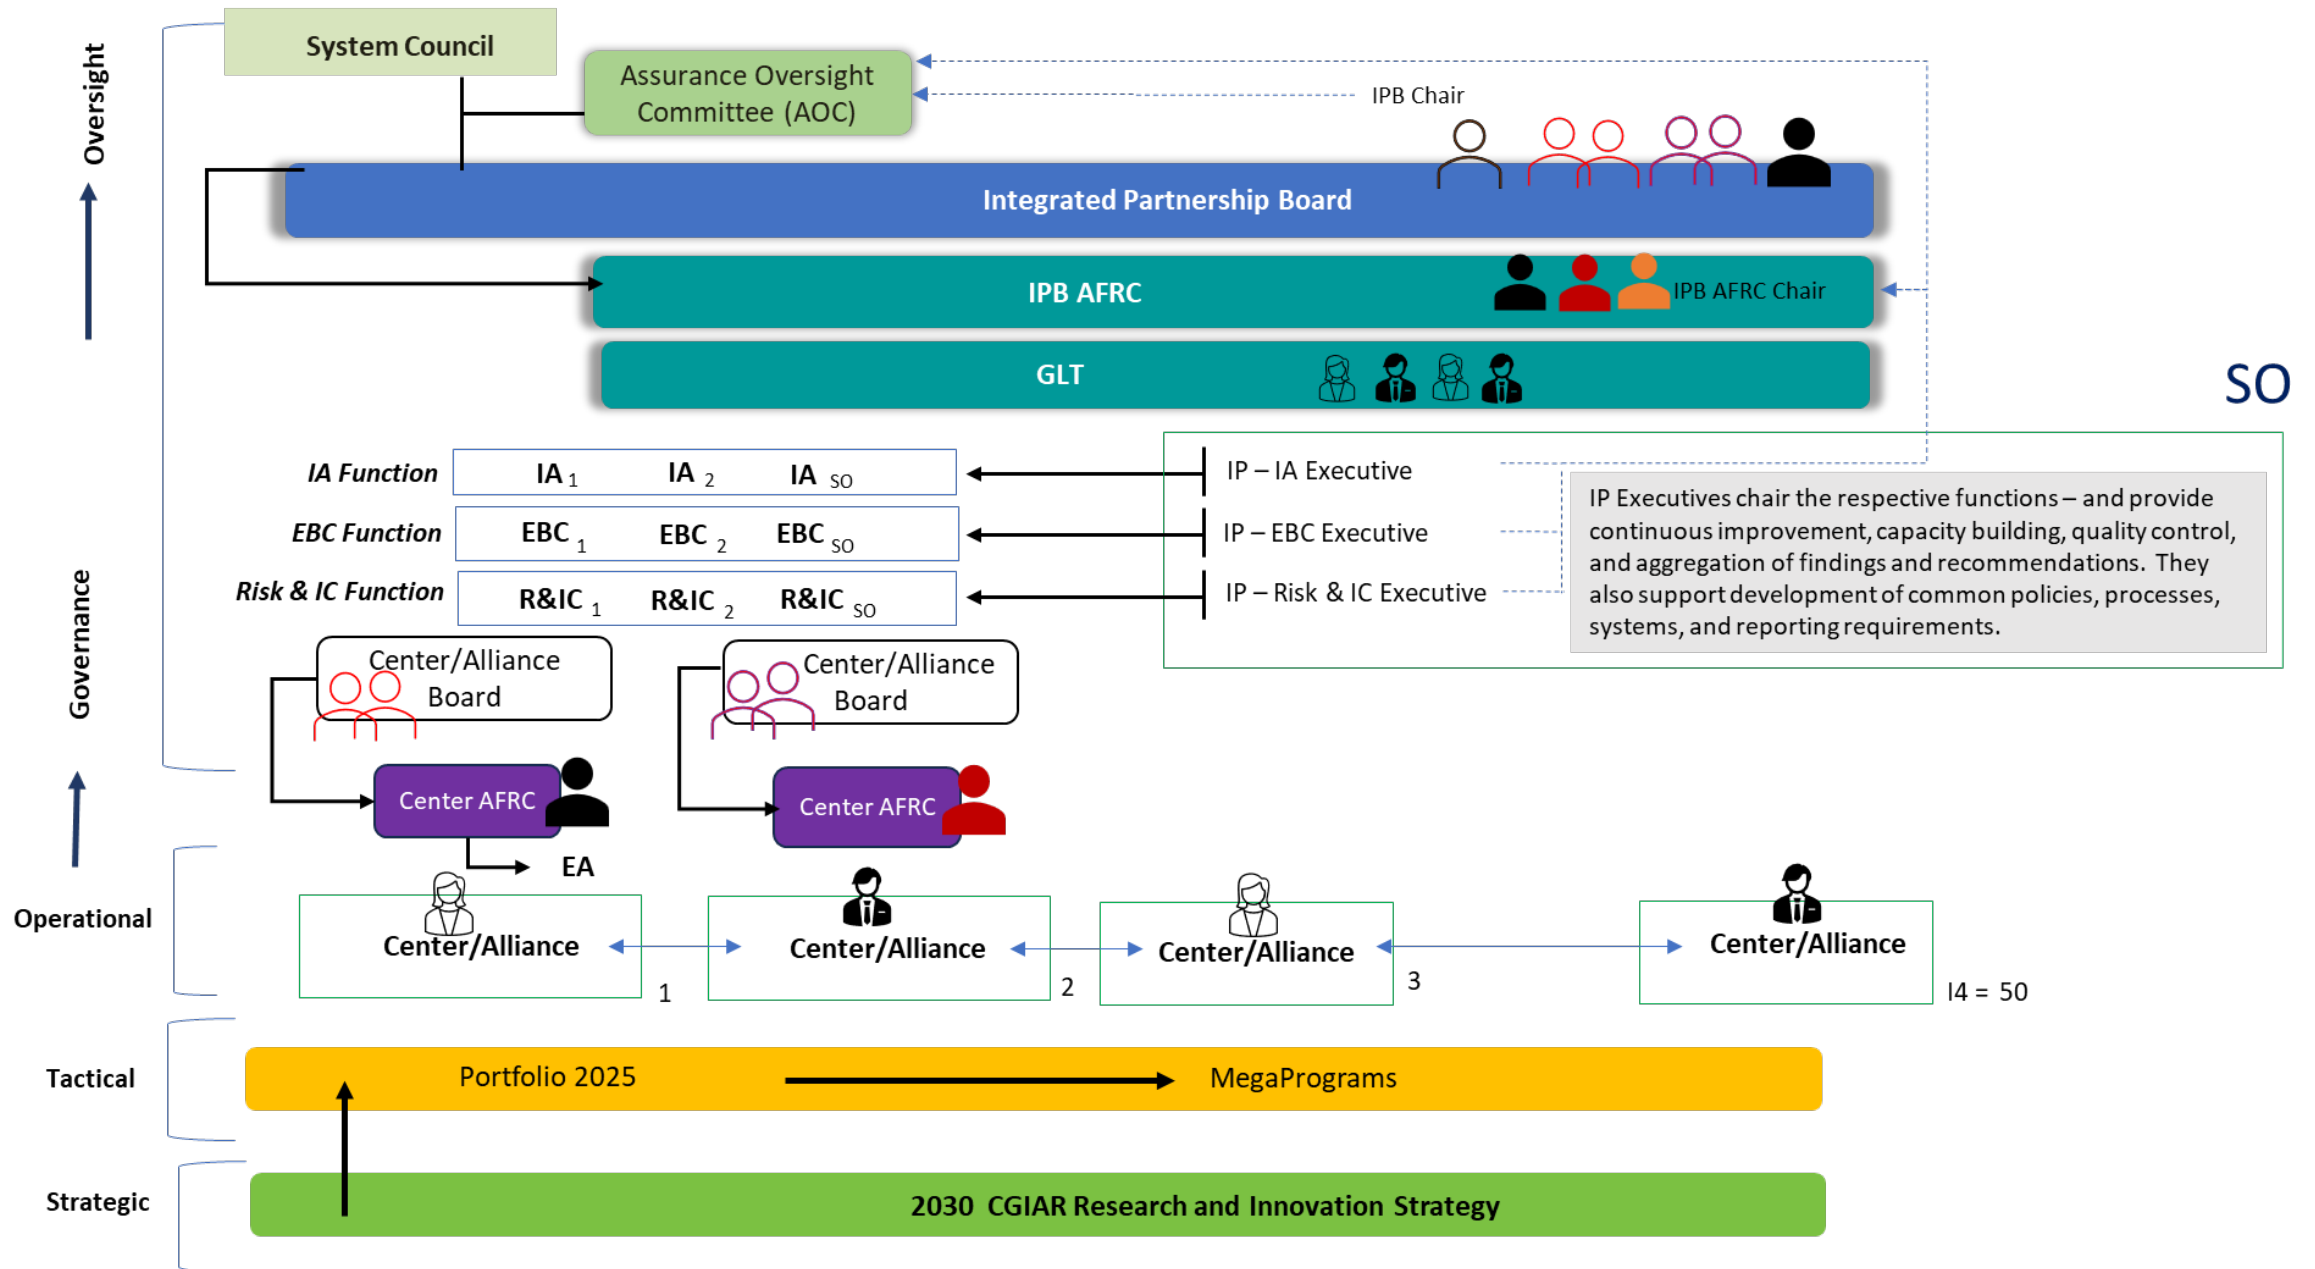 System Council
Oversight
Assurance Oversight
Committee (AOC)
IPB Chair
Integrated Partnership Board
IPB AFRC
IPB AFRC Chair
GLT
SO
IA Function
IA 1 IA 2 IA SO
IP – IA Executive
EBC Function
EBC 1 EBC 2 EBC SO
IP – EBC Executive
Risk & IC Function
R&IC 1 R&IC 2 R&IC SO
IP – Risk & IC Executive
IP Executives chair the respective functions – and provide
continuous improvement, capacity building, quality control,
and aggregation of findings and recommendations. They
also support development of common policies, processes,
systems, and reporting requirements.
Governance
Center/Alliance
Board
Center/Alliance
Board
Center AFRC
Center AFRC
EA
Operational
Center/Alliance
1
Center/Alliance
2
Center/Alliance
3
Center/Alliance
I4 = 50
Tactical
Portfolio 2025
MegaPrograms
Strategic
2030 CGIAR Research and Innovation Strategy